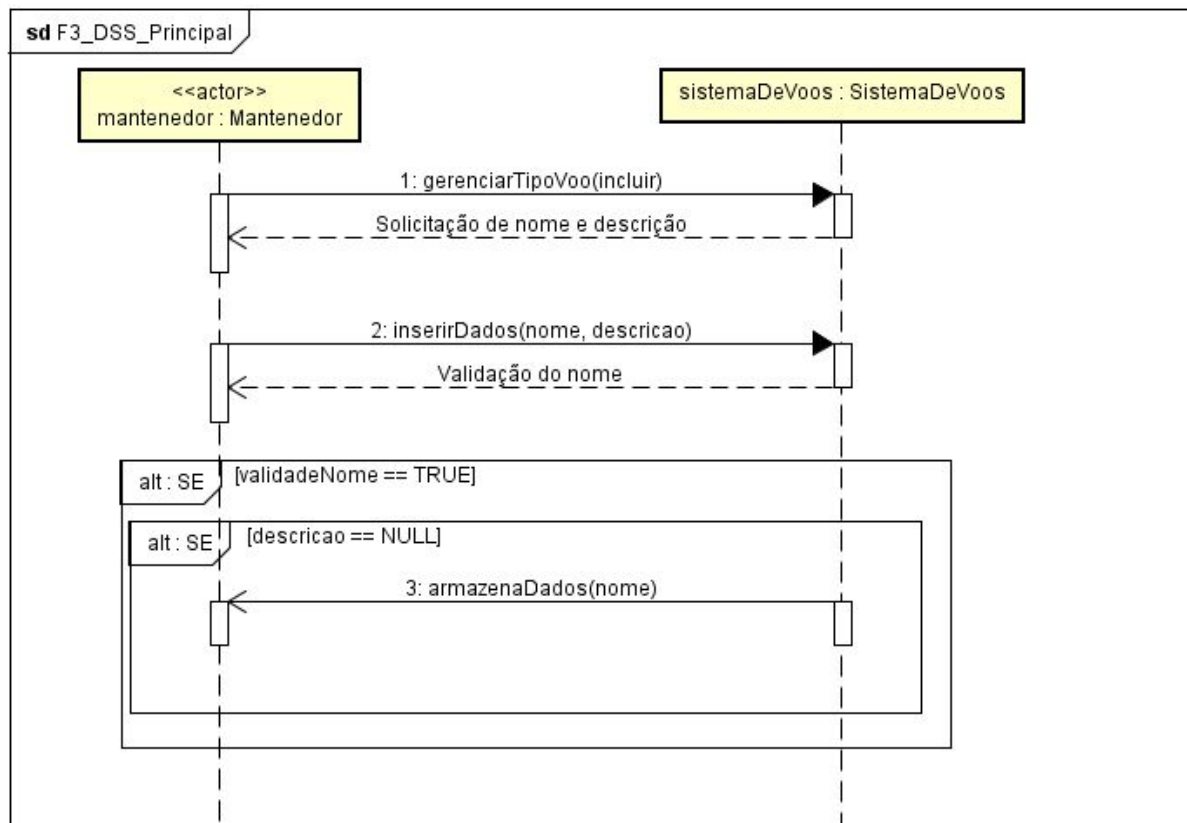 sd F3_DSS_Principal
<<actor>>
mantenedor : Mantenedor
sistemaDeVoos : SistemaDeVoos
1: gerenciarTipoVoo(incluir)
Solicitação de nome e descrição
2: inserirDados(nome, descricao)
Validação do nome
alt : SE
[validadeNome == TRUE]
alt : SE
[descricao == NULL]
3: armazenaDados(nome)